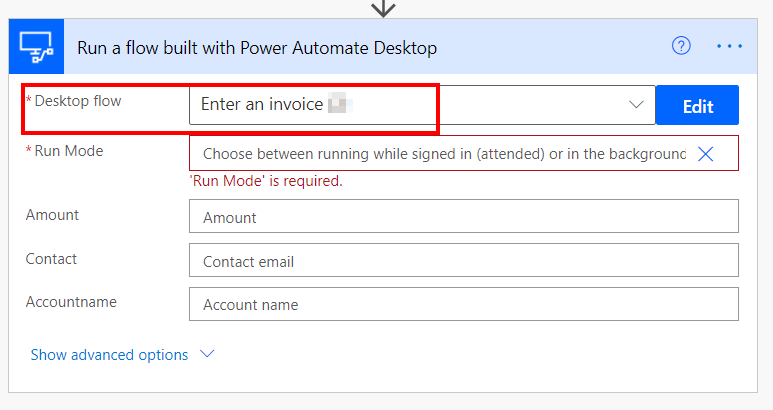 Run a flow built with Power Automate Desktop
* Desktop flow
Enter an invoice
Edit
* Run Mode
Choose between running while signed in (attended) or in the background
'Run Mode' is required.
Amount
Amount
Contact
Contact email
Accountname
Account name
Show advanced options